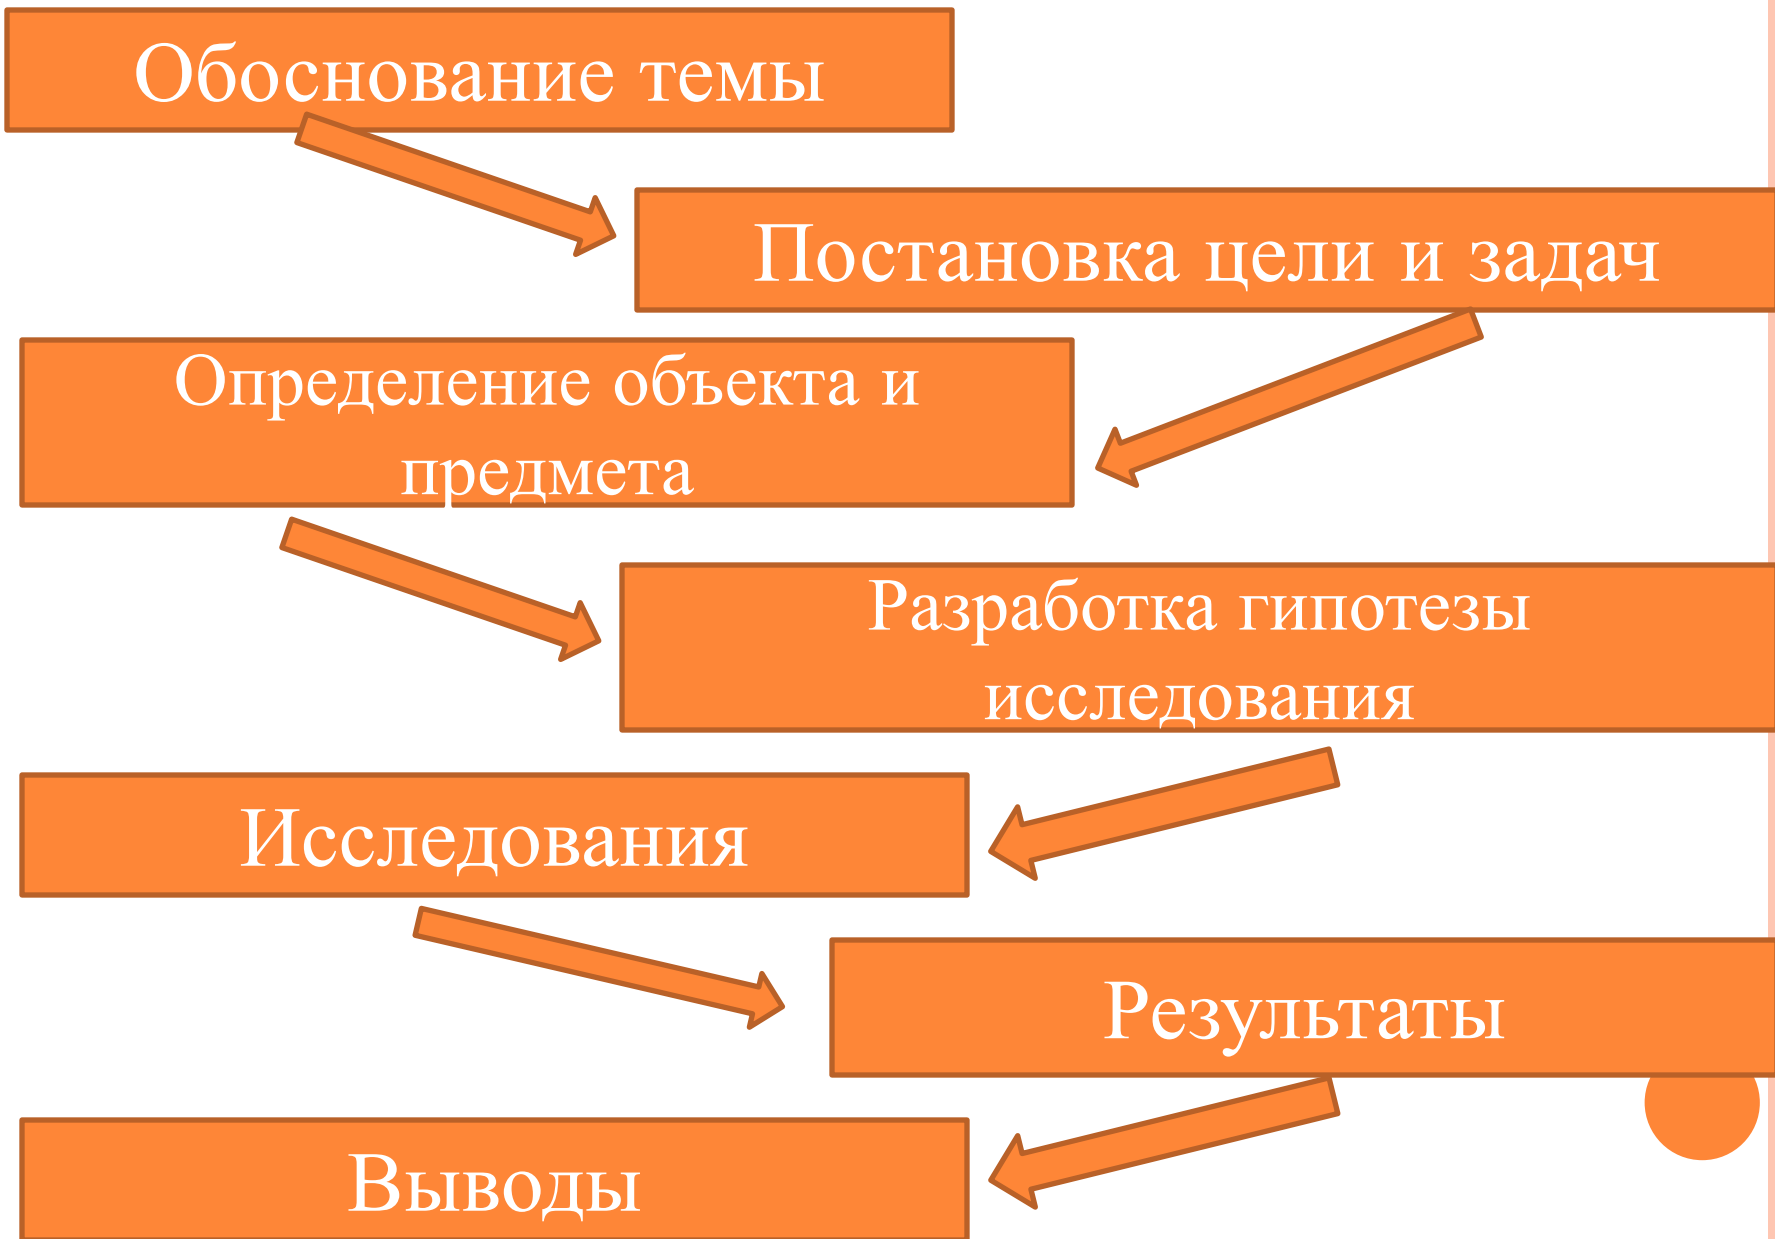 Обоснование темы
Постановка цели и задач
Определение объекта и
предмета
Разработка гипотезы
исследования
Исследования
Результаты
Выводы